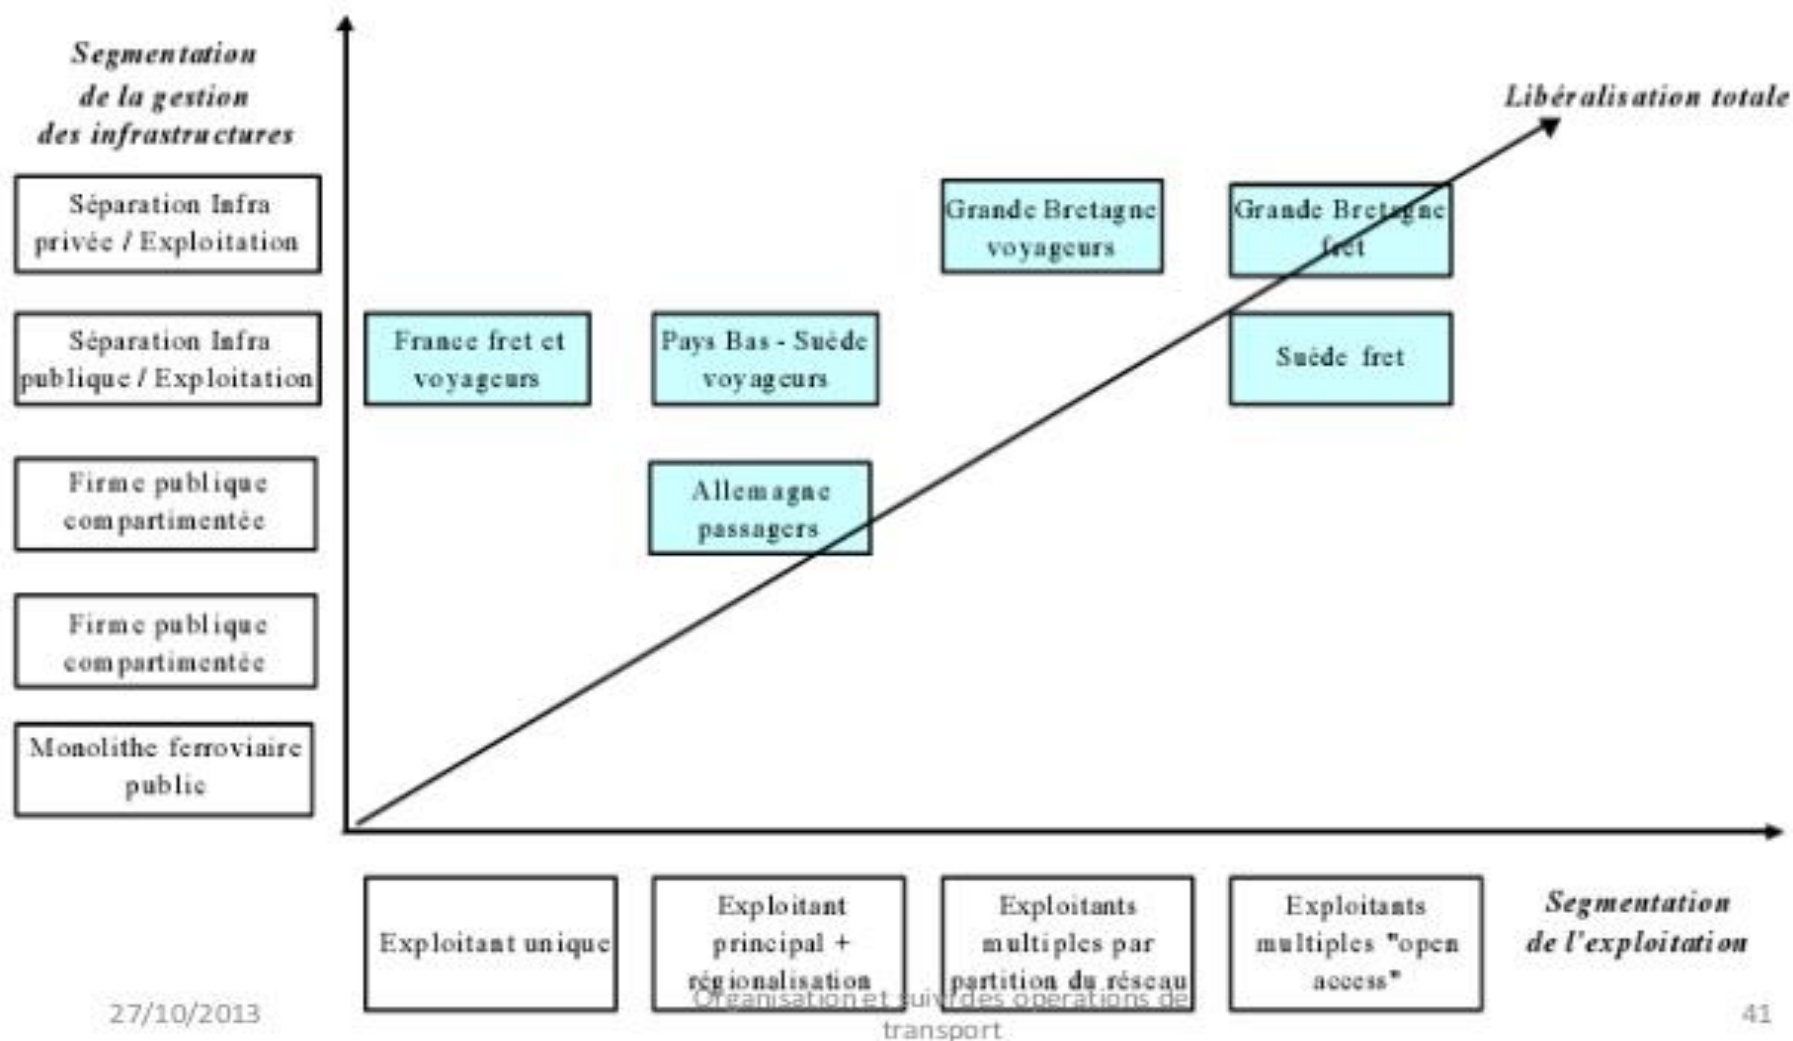 Segmentation
de la gestion
des infrastructures
Libéralisation totale
Séparation Infra
privée / Exploitation
Grande Bretagne
voyageurs
Grande Bretagne
fret
Séparation Infra
publique / Exploitation
France fret et
voyageurs
Pays Bas - Suède
voyageurs
Suède fret
Firme publique
compartimentée
Allemagne
passagers
Firme publique
compartimentée
Monolithe ferroviaire
public
Exploitant unique
Exploitant
principal +
régionalisation
Exploitants
multiples par
partition du réseau
Exploitants
multiples "open
access"
Segmentation
de l'exploitation
27/10/2013
Organisation et suivi des operations de
transport
41